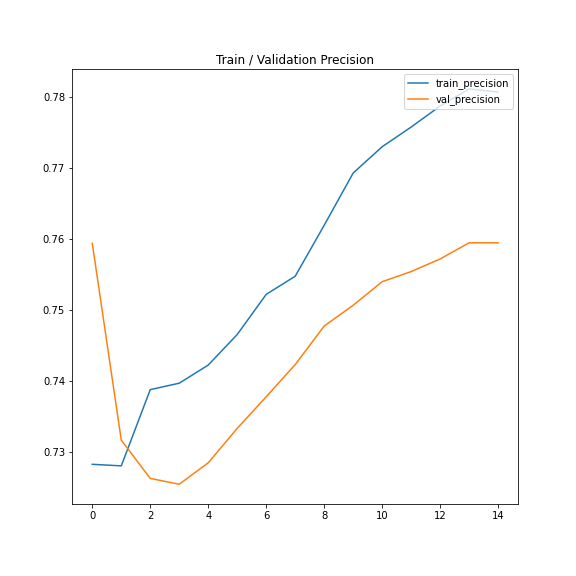 Train / Validation Precision
train_precision
val_precision
0.78
0.77
0.76
0.75
0.74
0.73
0 2 4 6 8 10 12 14